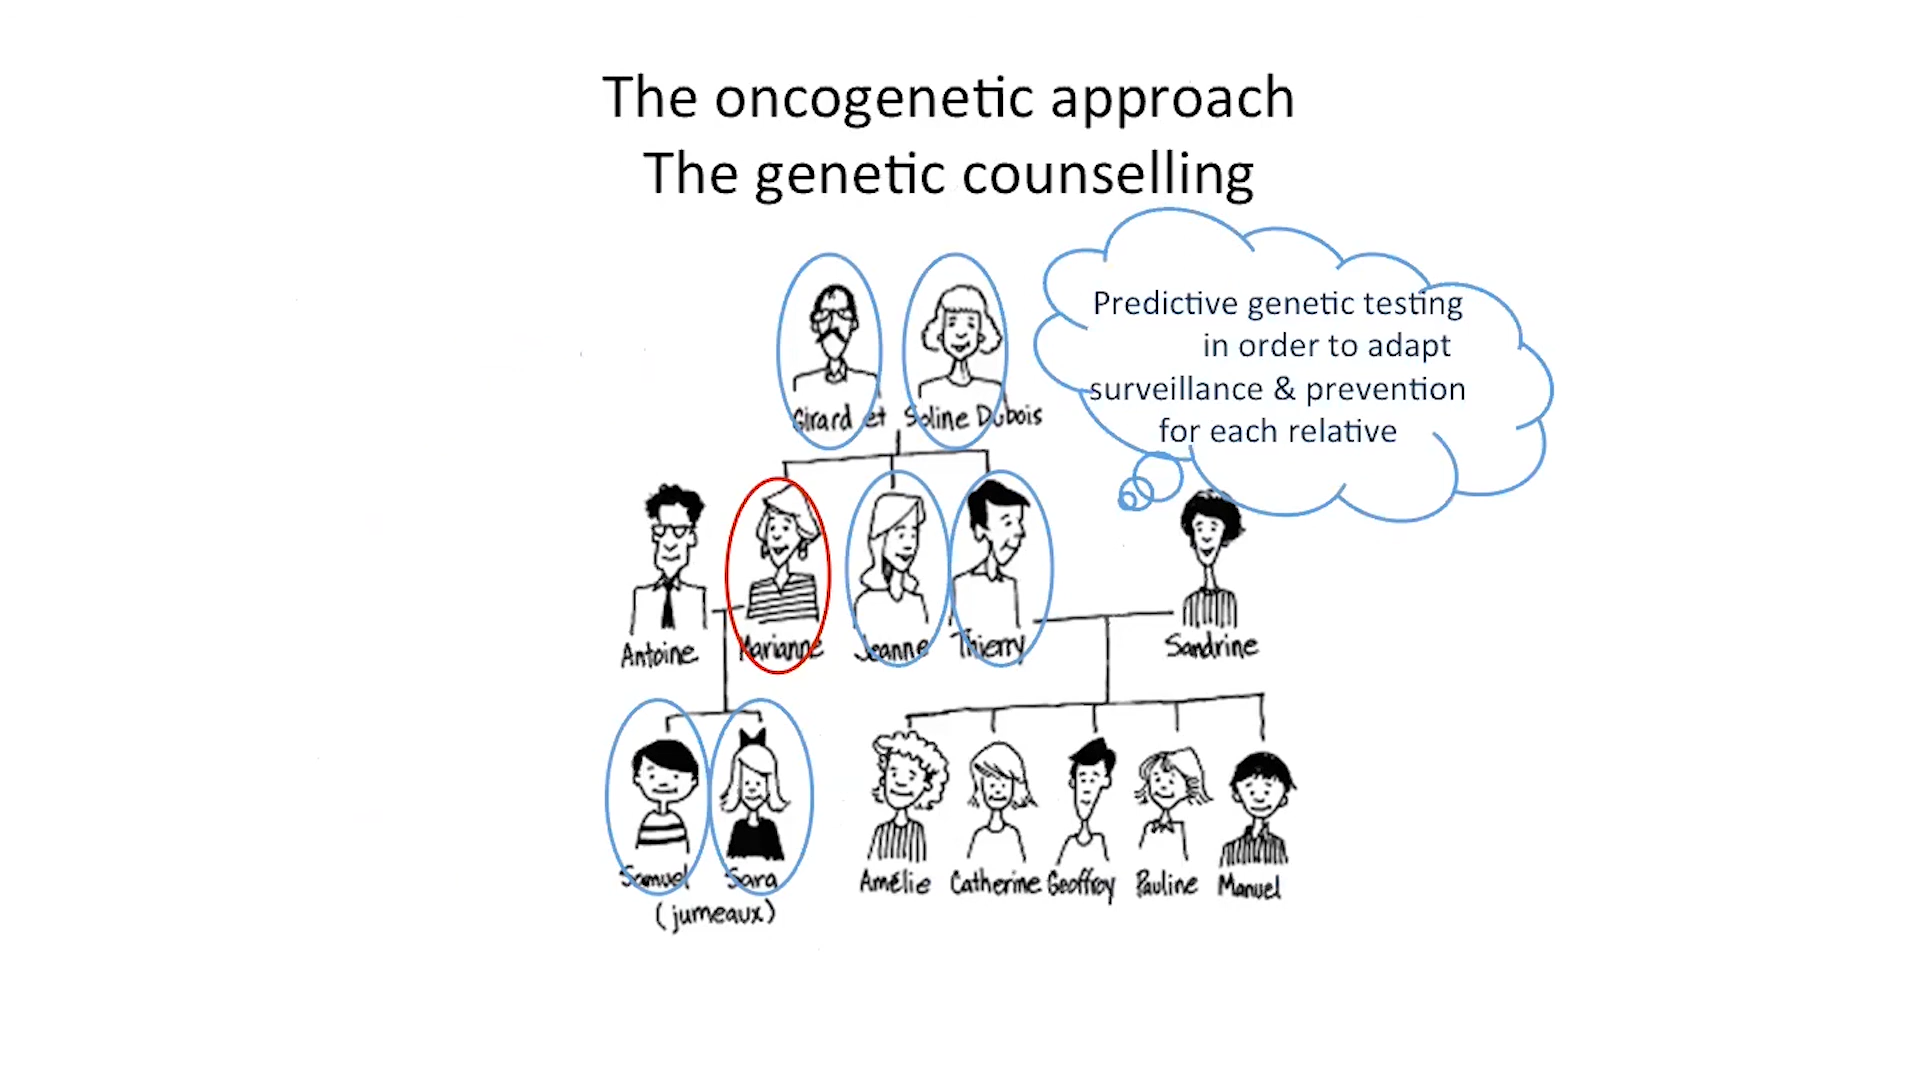 The oncogenetic approach
The genetic counselling
Predictive genetic testing
in order to adapt
surveillance & prevention
for each relative
Girard et Soline Dubois
Antoine
Marianne
Jeanne
Thierry
Sandrine
Samuel
Sara
(jumeaux)
Amélie
Catherine
Geoffroy
Pauline
Manuel